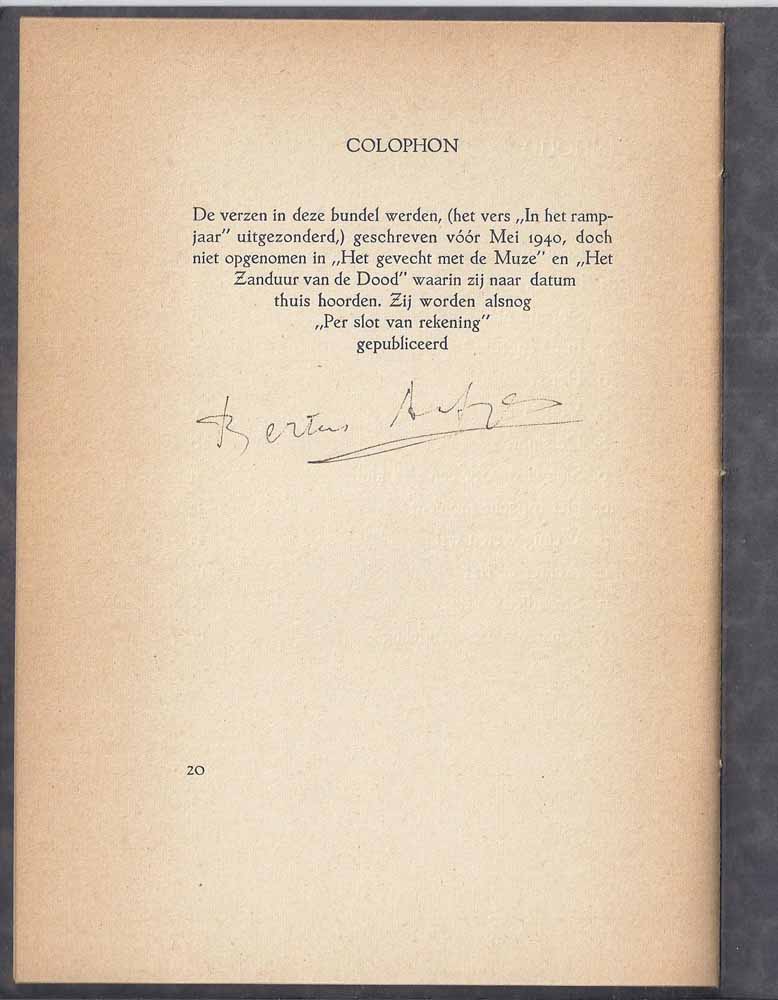 COLOPHON
De verzen in deze bundel werden, (het vers „In het ramp-
jaar” uitgezonderd,) geschreven vóór Mei 1940, doch
niet opgenomen in „Het gevecht met de Muze” en „Het
Zanduur van de Dood” waarin zij naar datum
thuis hoorden. Zij worden alsnog
„Per slot van rekening”
gepubliceerd
Bertus Aafjes
20